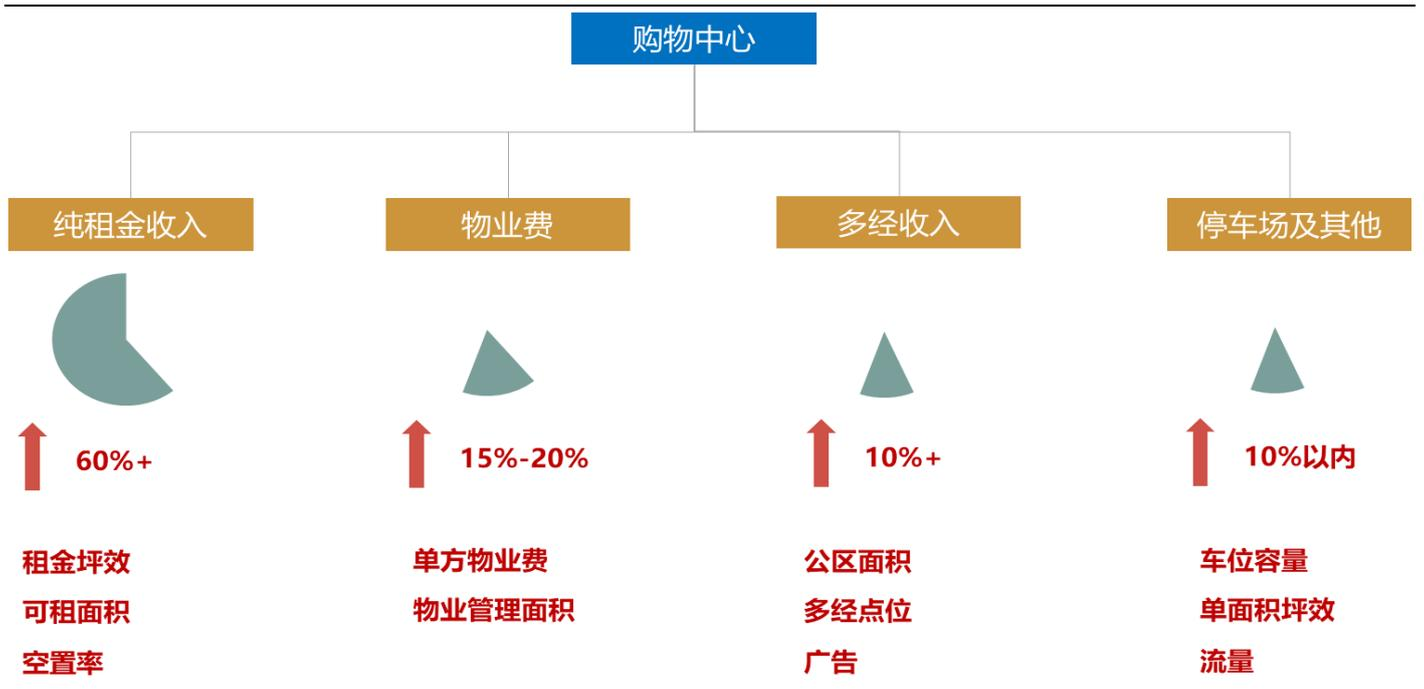 购物中心
纯租金收入
物业费
多经收入
停车场及其他
60%+
15%-20%
10%+
10%以内
租金坪效
可租面积
空置率
单方物业费
物业管理面积
公区面积
多经点位
广告
车位容量
单面积坪效
流量